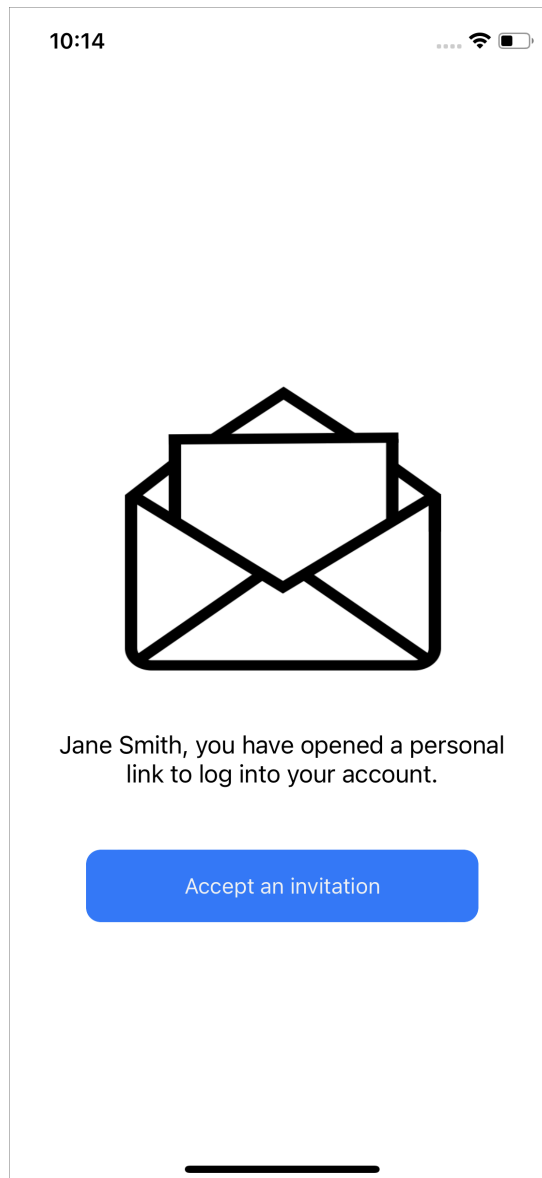 10:14
Jane Smith, you have opened a personal
link to log into your account.
Accept an invitation